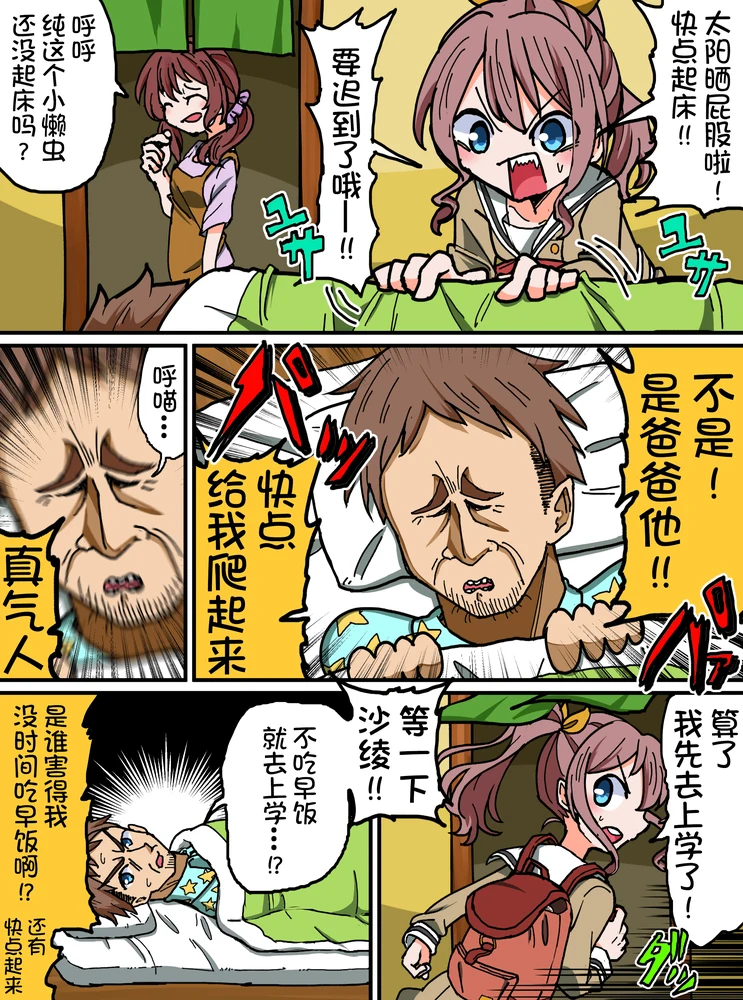 太阳晒屁股啦！
快点起床!!
要迟到了哦ー!!
呼呼
纯这个小懒虫
还没起床吗？
ユサ
ユサ
不是！
是爸爸他!!
バッ
快点
给我爬起来
バァ
呼喵…
真气人
算了
我先去上学了！
ダッ
等一下
沙绫!!
不吃早饭
就去上学…!?
是谁害得我
没时间吃早饭啊!?
还有
快点起来